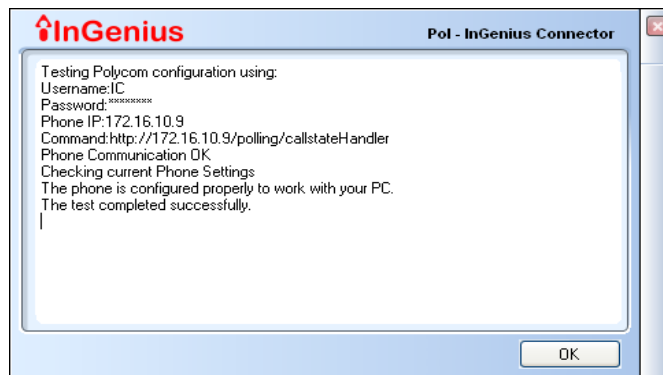 InGenius
Pol - InGenius Connector
Testing Polycom configuration using:
Username:IC
Password:********
Phone IP:172.16.10.9
Command:http://172.16.10.9/polling/callstateHandler
Phone Communication OK
Checking current Phone Settings
The phone is configured properly to work with your PC.
The test completed successfully.
OK